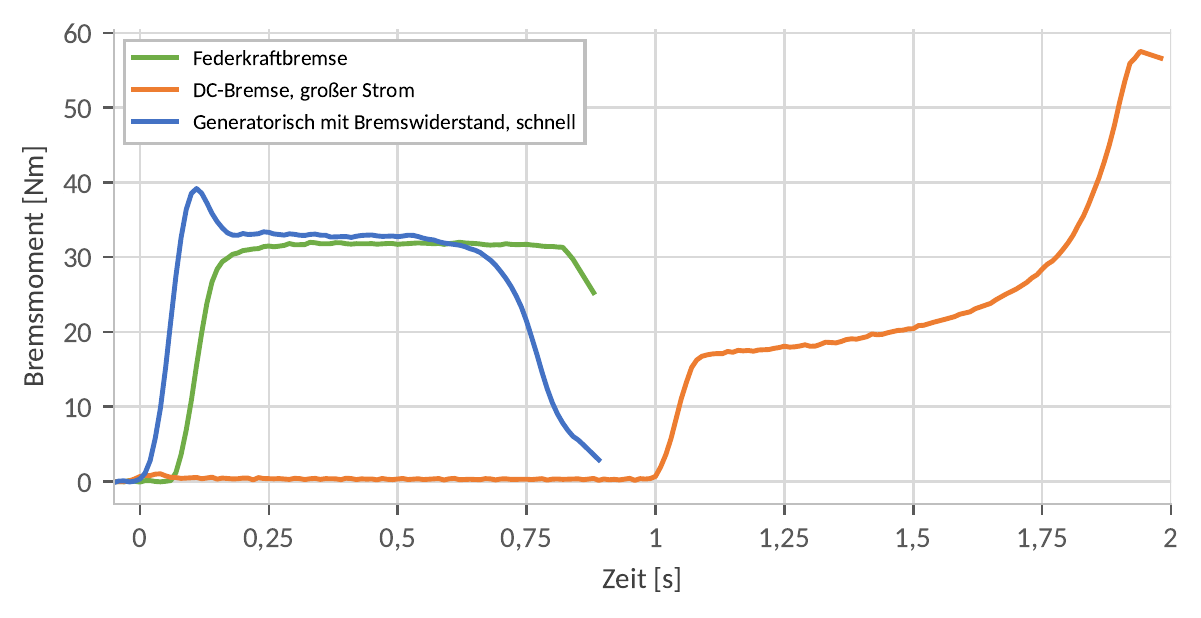 60
50
40
30
20
10
0
Bremsmoment [Nm]
Federkraftbremse
DC-Bremse, großer Strom
Generatorisch mit Bremswiderstand, schnell
0 0,25 0,5 0,75 1 1,25 1,5 1,75 2
Zeit [s]